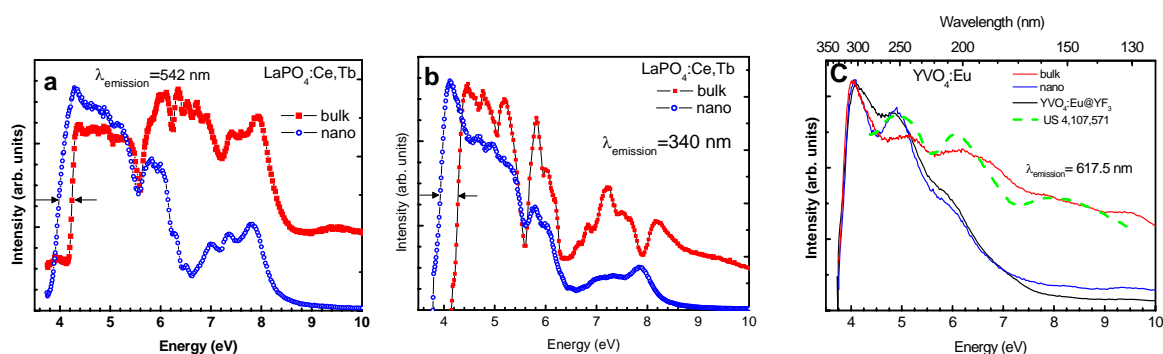 a
λemission=542 nm
LaPO4:Ce,Tb
bulk
nano
Intensity (arb. units)
4 5 6 7 8 9 10
Energy (eV)
b
LaPO4:Ce,Tb
bulk
nano
λemission=340 nm
Intensity (arb. units)
4 5 6 7 8 9 10
Energy (eV)
Wavelength (nm)
350 300 250 200 150 124
C
YVO4:Eu
bulk
nano
YVO4:Eu@YF3
US 4,107,571
λemission= 617.5 nm
Intensity (arb. units)
4 5 6 7 8 9 10
Energy (eV)